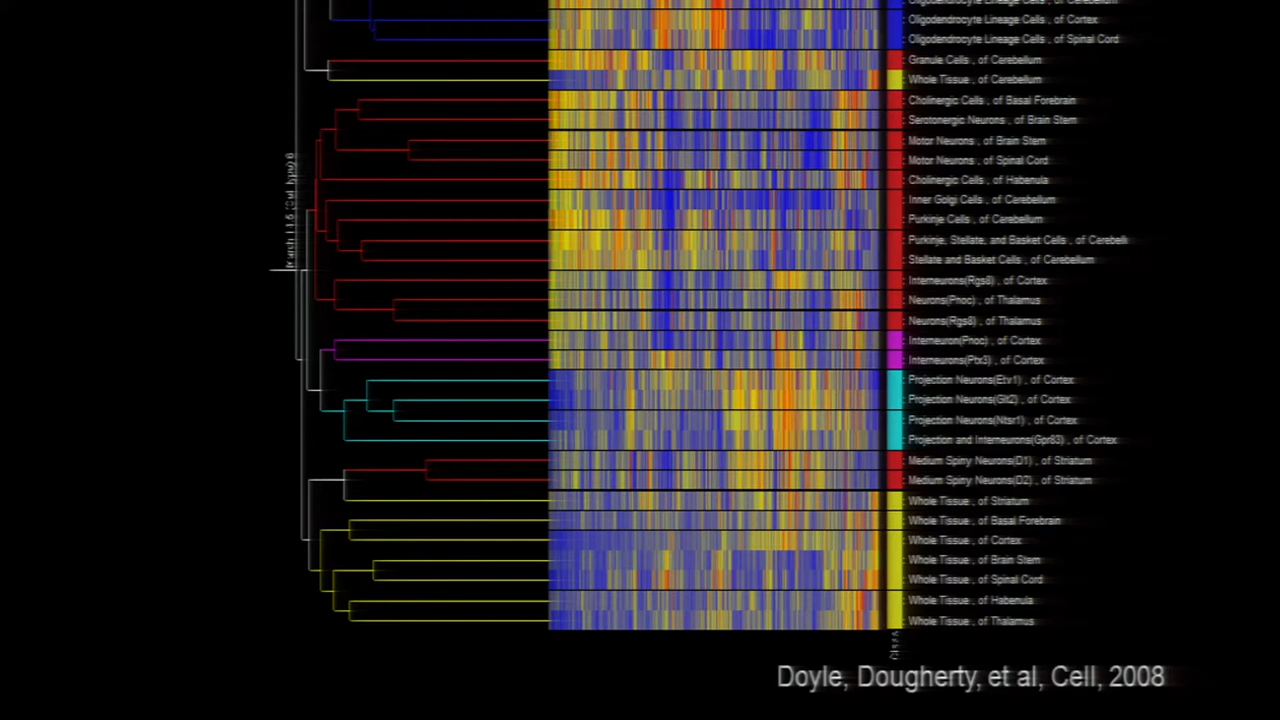 Oligodendrocyte Lineage Cells , of Cerebellum
Oligodendrocyte Lineage Cells , of Cortex
Oligodendrocyte Lineage Cells , of Spinal Cord
Granule Cells , of Cerebellum
Whole Tissue , of Cerebellum
Cholinergic Cells , of Basal Forebrain
Serotonergic Neurons , of Brain Stem
Motor Neurons , of Brain Stem
Motor Neurons , of Spinal Cord
Cholinergic Cells , of Habenula
Inner Golgi Cells , of Cerebellum
Purkinje Cells , of Cerebellum
Purkinje, Stellate, and Basket Cells , of Cerebell
Stellate and Basket Cells , of Cerebellum
Interneurons(Rgs8) , of Cortex
Neurons(Pnoc) , of Thalamus
Neurons(Rgs8) , of Thalamus
Interneuron(Pnoc) , of Cortex
Interneurons(Ptx3) , of Cortex
Projection Neurons(Etv1) , of Cortex
Projection Neurons(Glt2) , of Cortex
Projection Neurons(Ntsr1) , of Cortex
Projection and Interneurons(Gpr83) , of Cortex
Medium Spiny Neurons(D1) , of Striatum
Medium Spiny Neurons(D2) , of Striatum
Whole Tissue , of Striatum
Whole Tissue , of Basal Forebrain
Whole Tissue , of Cortex
Whole Tissue , of Brain Stem
Whole Tissue , of Spinal Cord
Whole Tissue , of Habenula
Whole Tissue , of Thalamus
Doyle, Dougherty, et al, Cell, 2008